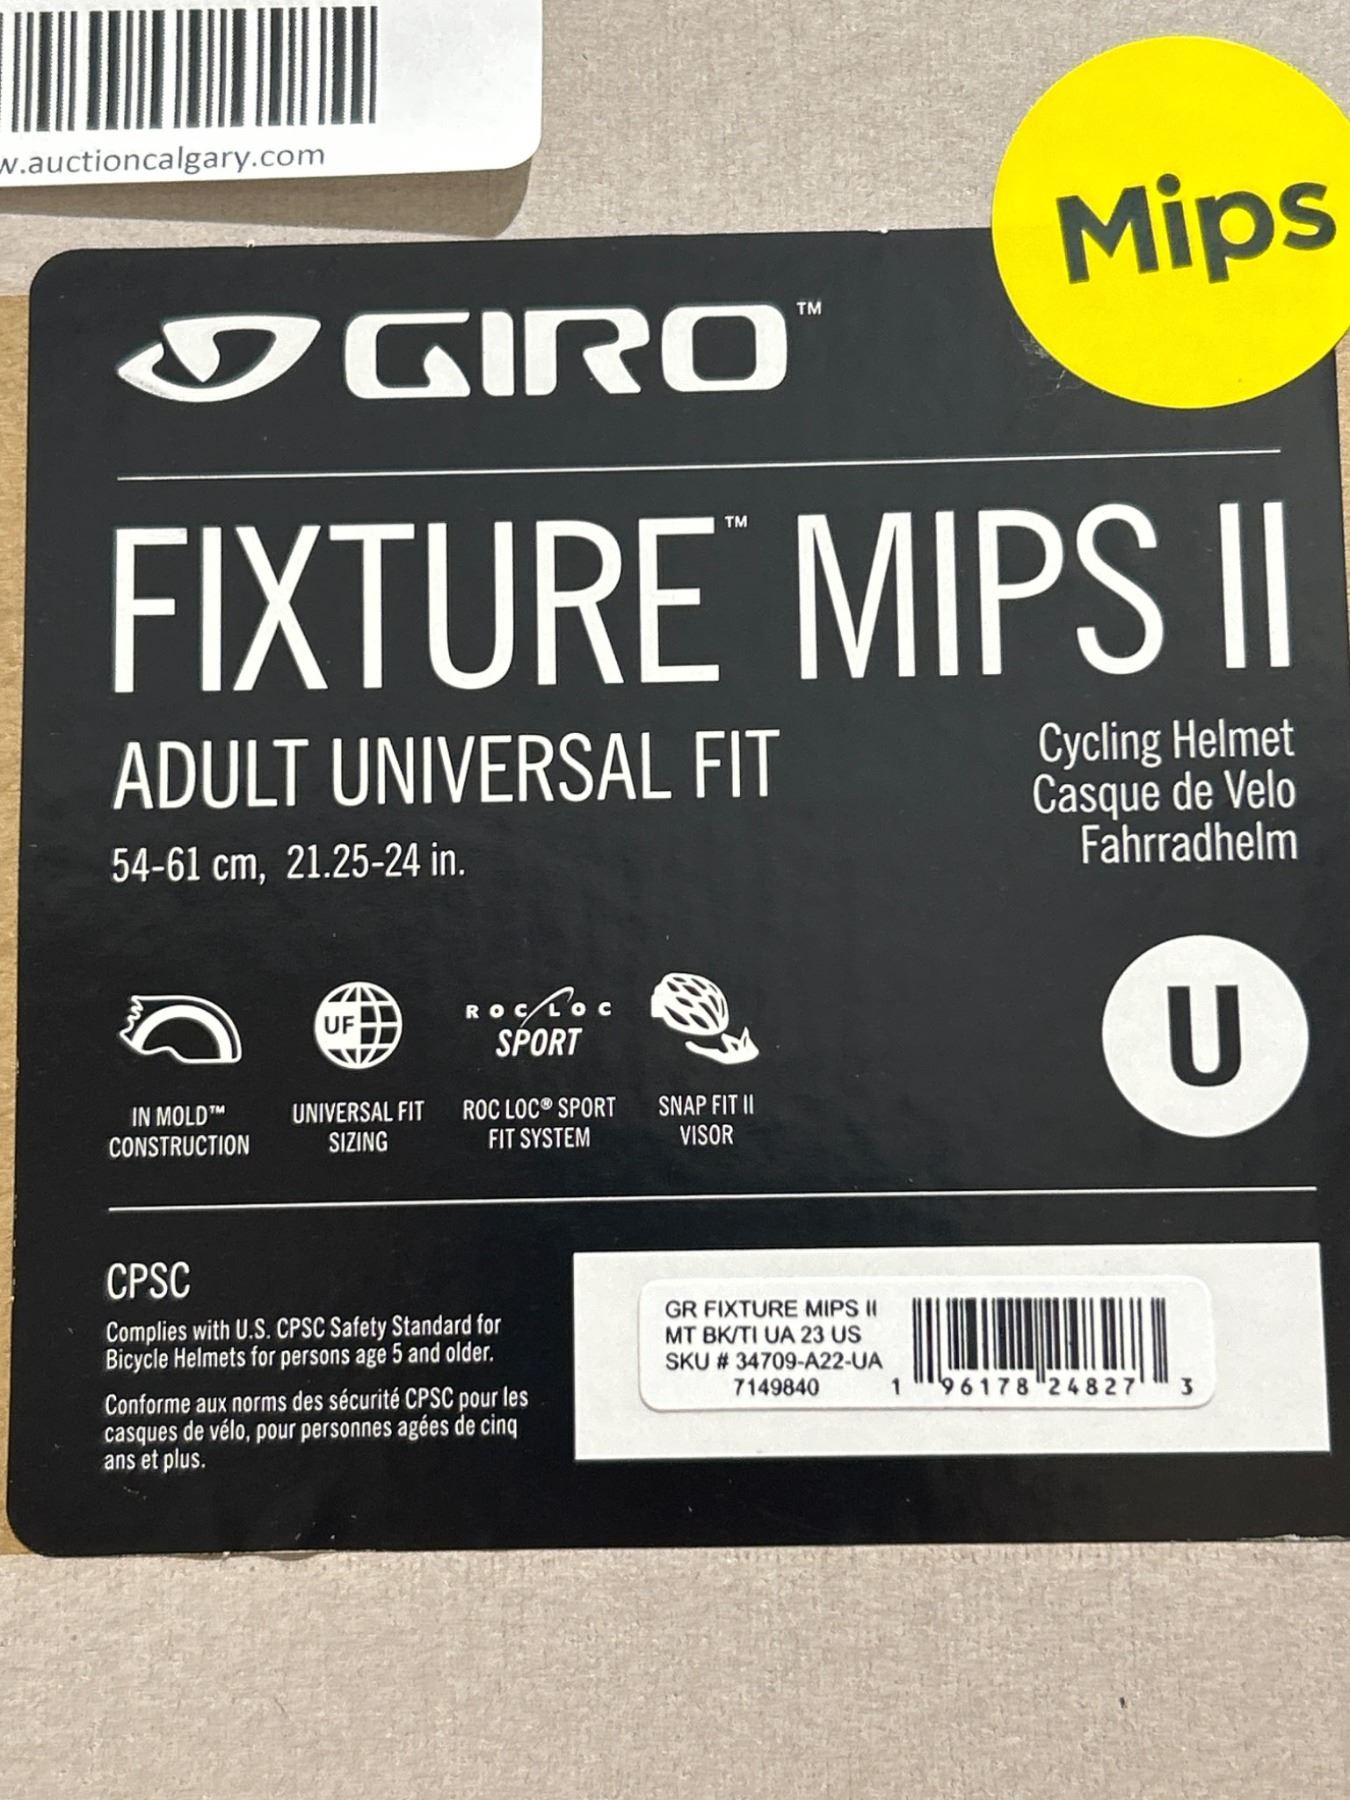 w.auctioncalgary.com
Mips
GIRO™
FIXTURE™ MIPS II
ADULT UNIVERSAL FIT
54-61 cm, 21.25-24 in.
Cycling Helmet
Casque de Velo
Fahrradhelm
UF
ROC LOC
SPORT
U
IN MOLD™
CONSTRUCTION
UNIVERSAL FIT
SIZING
ROC LOC® SPORT
FIT SYSTEM
SNAP FIT II
VISOR
CPSC
Complies with U.S. CPSC Safety Standard for
Bicycle Helmets for persons age 5 and older.
Conforme aux norms des sécurité CPSC pour les
casques de vélo, pour personnes agées de cinq
ans et plus.
GR FIXTURE MIPS II
MT BK/TI UA 23 US
SKU # 34709-A22-UA
7149840
1 96178 24827 3